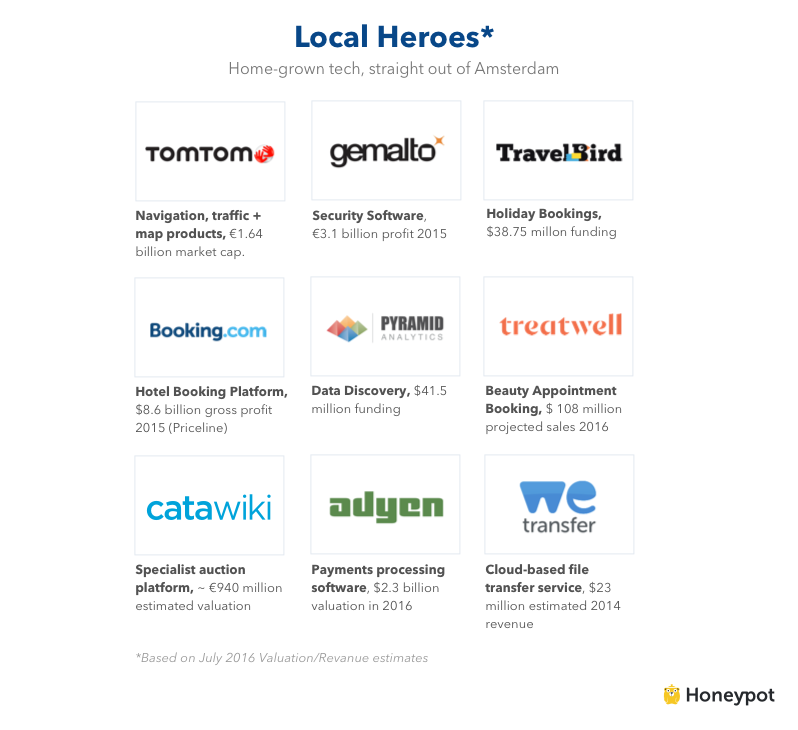 Local Heroes*
Home-grown tech, straight out of Amsterdam
TOMTOM
gemalto
TravelBird
Navigation, traffic +
map products, €1.64
billion market cap.
Security Software,
€3.1 billion profit 2015
Holiday Bookings,
$38.75 millon funding
Booking.com
PYRAMID
ANALYTICS
treatwell
Hotel Booking Platform,
$8.6 billion gross profit
2015 (Priceline)
Data Discovery, $41.5
million funding
Beauty Appointment
Booking, $ 108 million
projected sales 2016
catawiki
adyen
we
transfer
Specialist auction
platform, ~ €940 million
estimated valuation
Payments processing
software, $2.3 billion
valuation in 2016
Cloud-based file
transfer service, $23
million estimated 2014
revenue
*Based on July 2016 Valuation/Revanue estimates
Honeypot